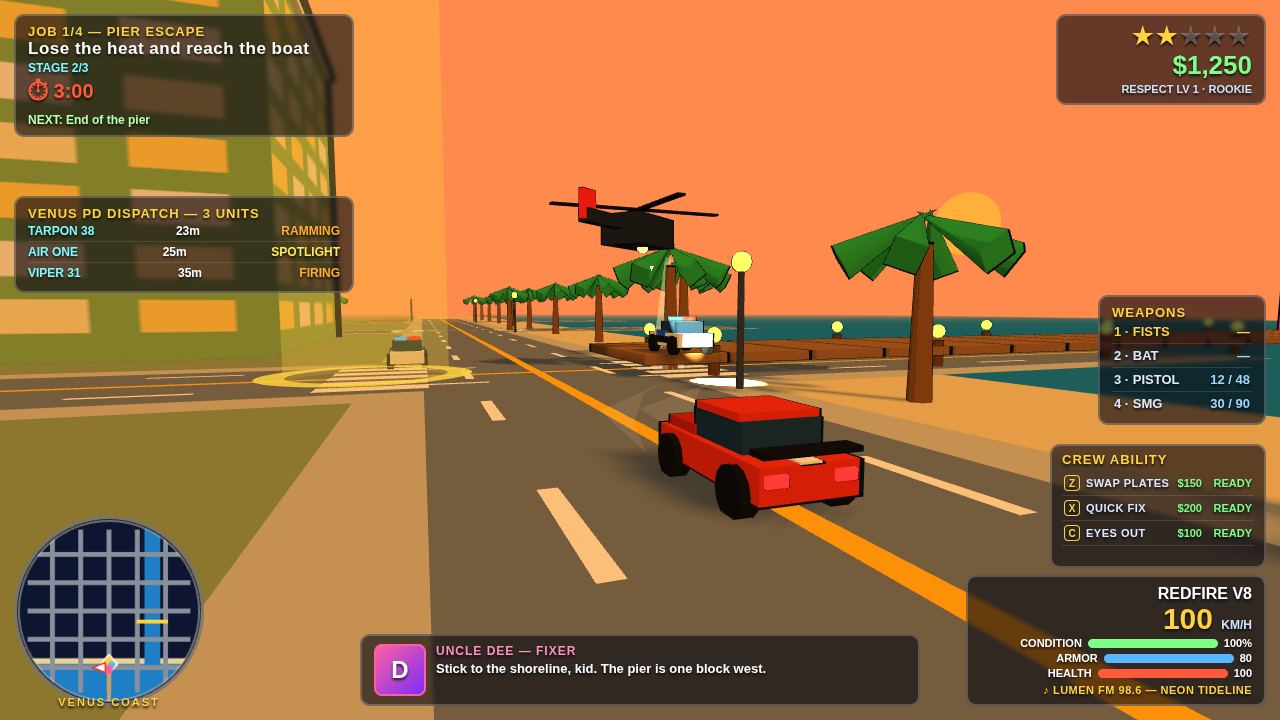 JOB 1/4 — PIER ESCAPE
Lose the heat and reach the boat
STAGE 2/3
⏱ 3:00
NEXT: End of the pier
VENUS PD DISPATCH — 3 UNITS
TARPON 38 23m RAMMING
AIR ONE 25m SPOTLIGHT
VIPER 31 35m FIRING
★★★★★
$1,250
RESPECT LV 1 · ROOKIE
WEAPONS
1 · FISTS —
2 · BAT —
3 · PISTOL 12 / 48
4 · SMG 30 / 90
CREW ABILITY
Z SWAP PLATES $150 READY
X QUICK FIX $200 READY
C EYES OUT $100 READY
REDFIRE V8
100 KM/H
CONDITION 100%
ARMOR 80
HEALTH 100
♪ LUMEN FM 98.6 — NEON TIDELINE
D
UNCLE DEE — FIXER
Stick to the shoreline, kid. The pier is one block west.
VENUS COAST